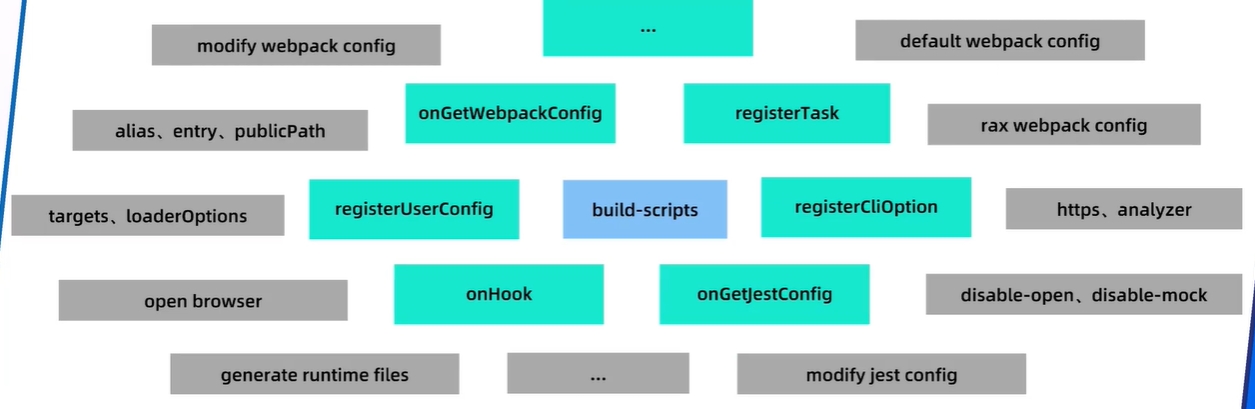 ...
modify webpack config
default webpack config
onGetWebpackConfig
registerTask
alias、entry、publicPath
rax webpack config
registerUserConfig
build-scripts
registerCliOption
targets、loaderOptions
https、analyzer
onHook
onGetJestConfig
open browser
disable-open、disable-mock
generate runtime files
...
modify jest config